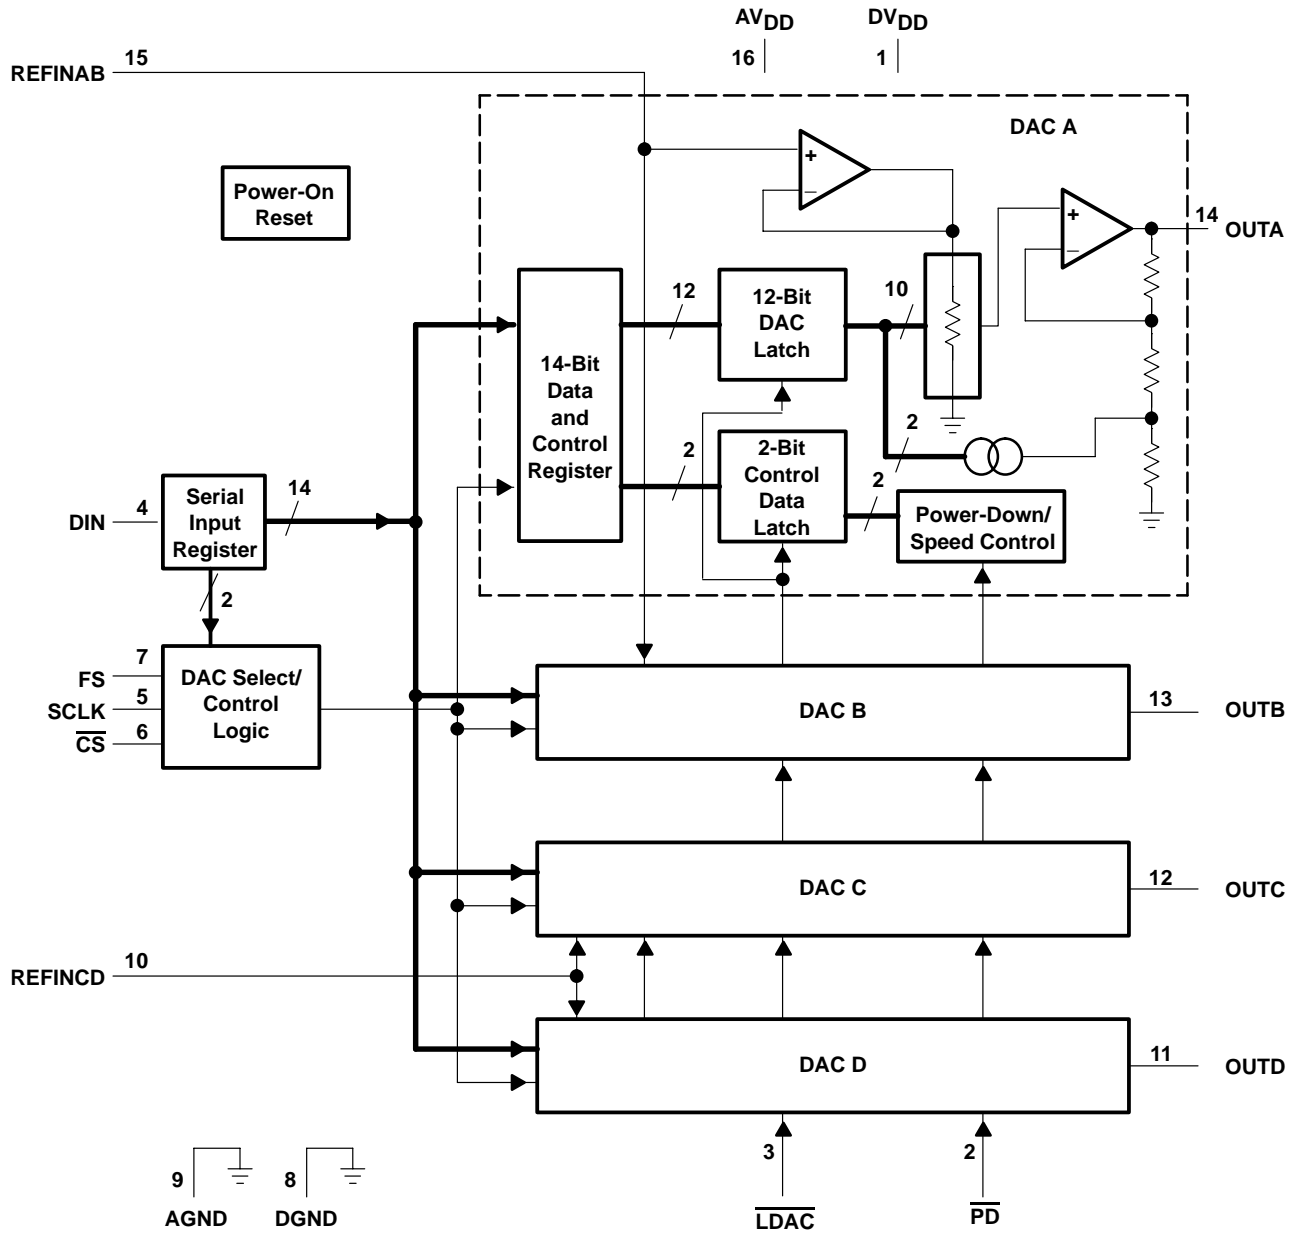 AVDD
DVDD
16
1
REFINAB
15
DAC A
Power-On
Reset
+
−
+
−
14
OUTA
14-Bit
Data
and
Control
Register
12
12-Bit
DAC
Latch
10
2
2
2-Bit
Control
Data
Latch
2
Power-Down/
Speed Control
DIN
4
Serial
Input
Register
14
2
FS
7
SCLK
5
CS
6
DAC Select/
Control
Logic
DAC B
13
OUTB
DAC C
12
OUTC
REFINCD
10
DAC D
11
OUTD
9
AGND
8
DGND
3
LDAC
2
PD